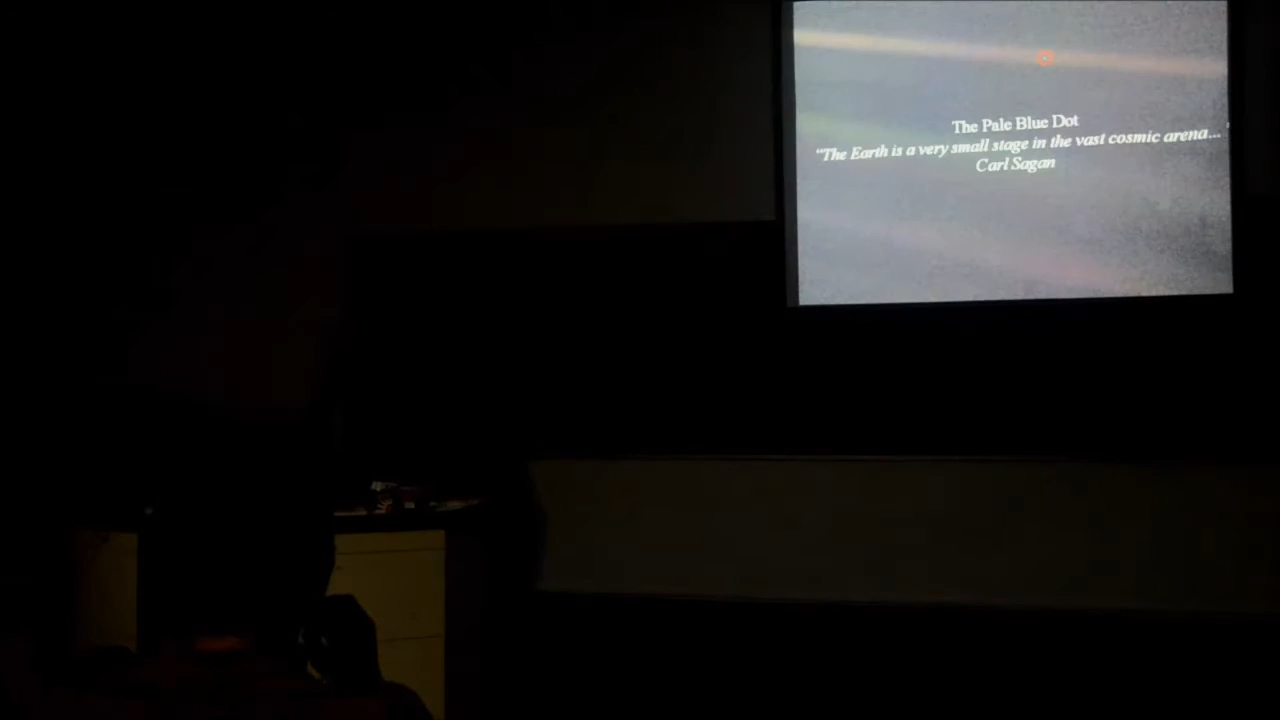 The Pale Blue Dot
"The Earth is a very small stage in the vast cosmic arena... "
Carl Sagan